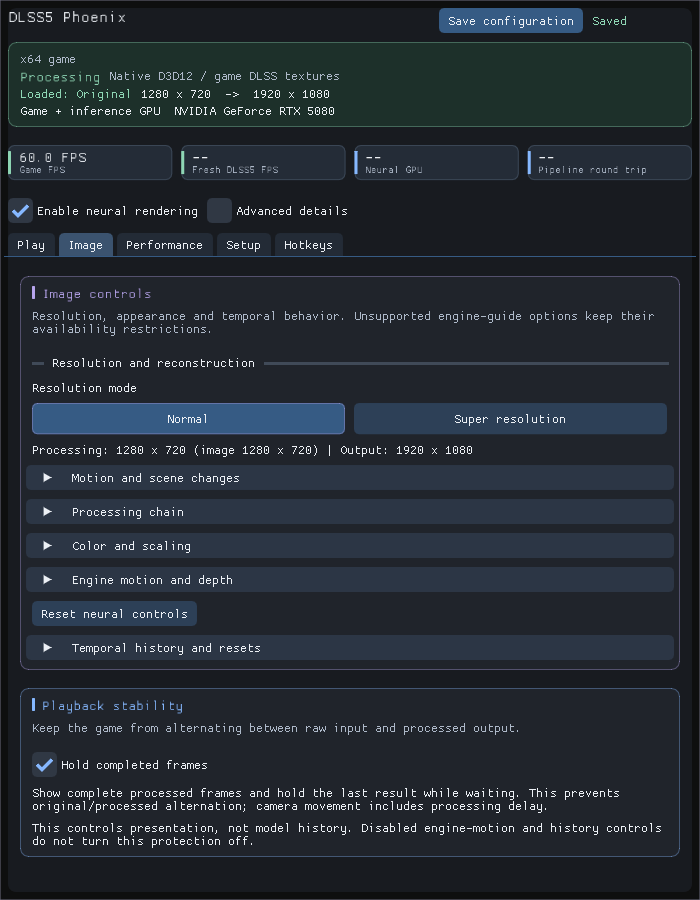 DLSS5 Phoenix
Save configuration
Saved
x64 game
Processing Native D3D12 / game DLSS textures
Loaded: Original 1280 x 720 -> 1920 x 1080
Game + inference GPU NVIDIA GeForce RTX 5080
60.0 FPS
Game FPS
--
Fresh DLSS5 FPS
--
Neural GPU
--
Pipeline round trip
Enable neural rendering
Advanced details
Play
Image
Performance
Setup
Hotkeys
Image controls
Resolution, appearance and temporal behavior. Unsupported engine-guide options keep their
availability restrictions.
Resolution and reconstruction
Resolution mode
Normal
Super resolution
Processing: 1280 x 720 (image 1280 x 720) | Output: 1920 x 1080
Motion and scene changes
Processing chain
Color and scaling
Engine motion and depth
Reset neural controls
Temporal history and resets
Playback stability
Keep the game from alternating between raw input and processed output.
Hold completed frames
Show complete processed frames and hold the last result while waiting. This prevents
original/processed alternation; camera movement includes processing delay.
This controls presentation, not model history. Disabled engine-motion and history controls
do not turn this protection off.